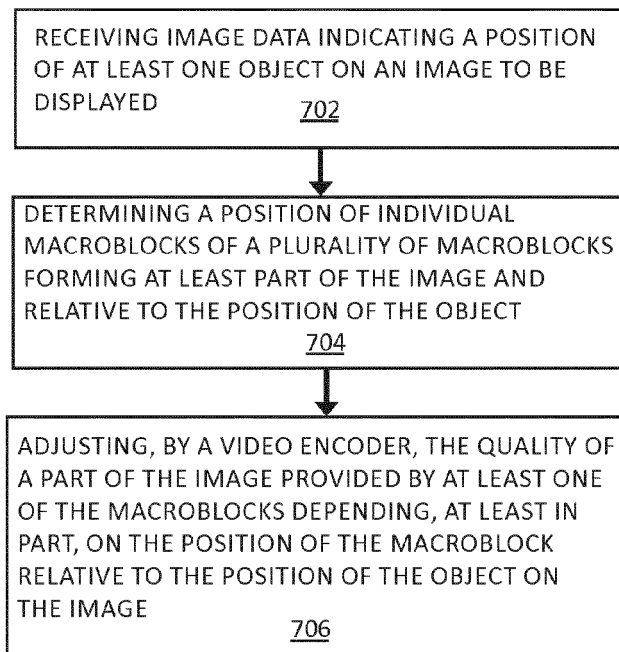 RECEIVING IMAGE DATA INDICATING A POSITION
OF AT LEAST ONE OBJECT ON AN IMAGE TO BE
DISPLAYED
702
DETERMINING A POSITION OF INDIVIDUAL
MACROBLOCKS OF A PLURALITY OF MACROBLOCKS
FORMING AT LEAST PART OF THE IMAGE AND
RELATIVE TO THE POSITION OF THE OBJECT
704
ADJUSTING, BY A VIDEO ENCODER, THE QUALITY OF
A PART OF THE IMAGE PROVIDED BY AT LEAST ONE
OF THE MACROBLOCKS DEPENDING, AT LEAST IN
PART, ON THE POSITION OF THE MACROBLOCK
RELATIVE TO THE POSITION OF THE OBJECT ON
THE IMAGE
706